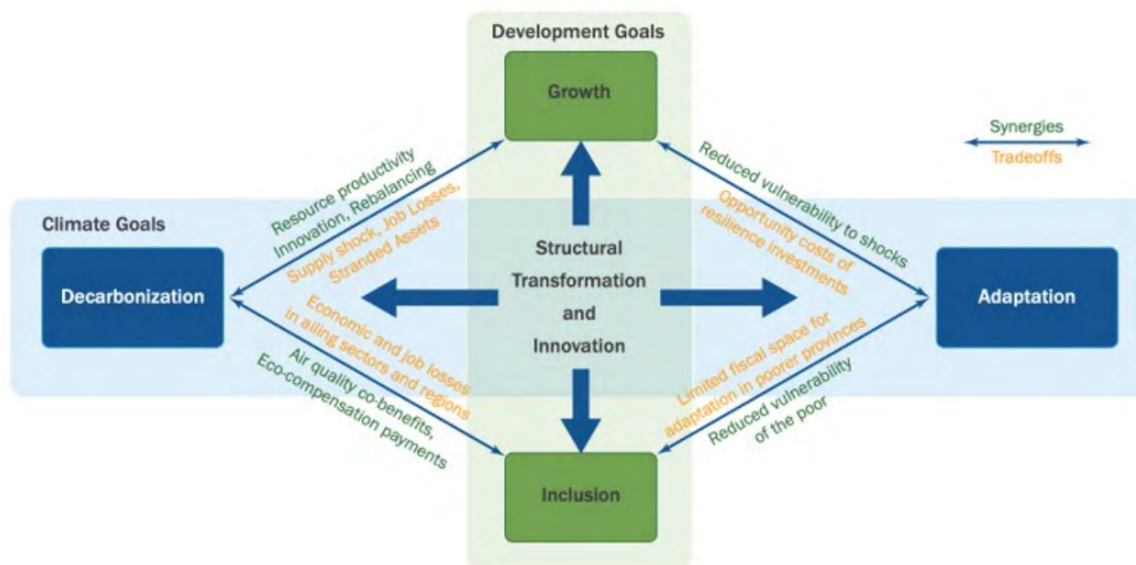 Development Goals
Growth
Synergies
Tradeoffs
Resource productivity
Innovation, Rebalancing
Supply shock, Job Losses,
Stranded Assets
Reduced vulnerability to shocks
Opportunity costs of
resilience investments
Climate Goals
Decarbonization
Structural
Transformation
and
Innovation
Adaptation
Economic and job losses
in ailing sectors and regions
Air quality co-benefits,
Eco-compensation payments
Limited fiscal space for
adaptation in poorer provinces
Reduced vulnerability
of the poor
Inclusion